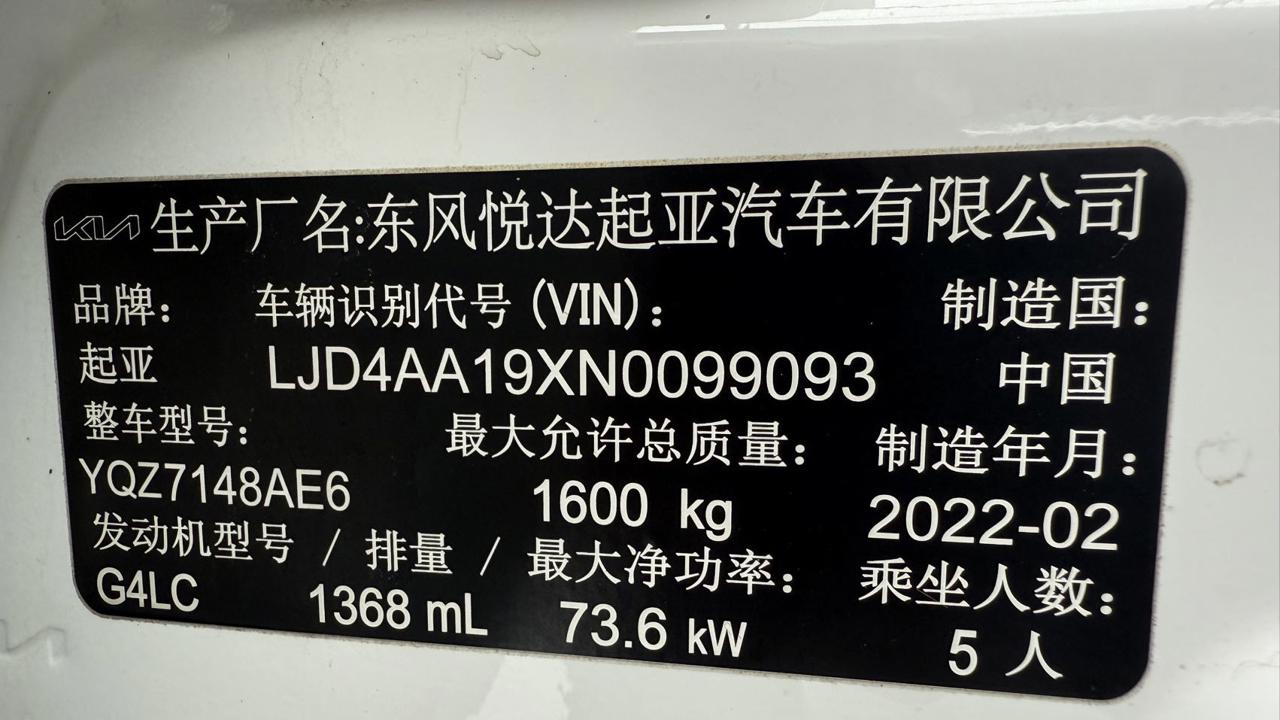 KIA 生产厂名:东风悦达起亚汽车有限公司
品牌: 车辆识别代号(VIN): 制造国:
起亚 LJD4AA19XN0099093 中国
整车型号: 最大允许总质量: 制造年月:
YQZ7148AE6 1600 kg 2022-02
发动机型号 / 排量 / 最大净功率: 乘坐人数:
G4LC 1368 mL 73.6 kW 5 人